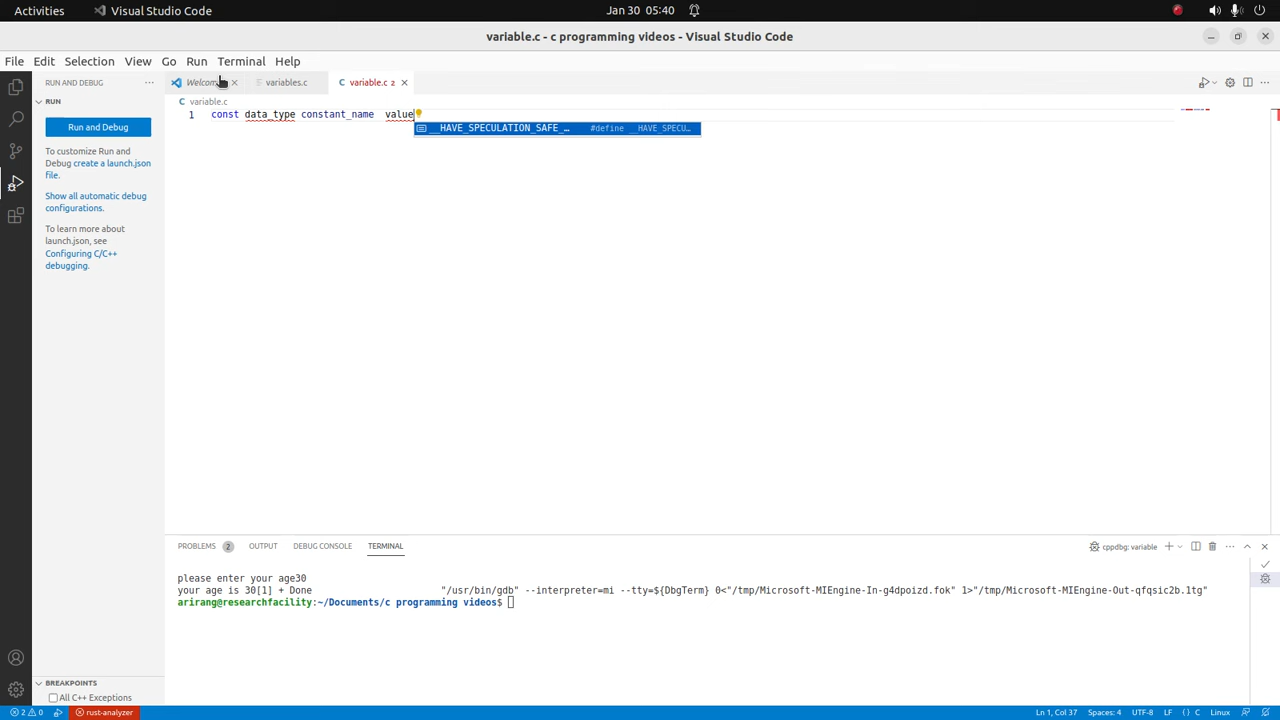 Activities
Visual Studio Code
Jan 30 05:40
variable.c - c programming videos - Visual Studio Code
File Edit Selection View Go Run Terminal Help
RUN AND DEBUG
Welcom
variables.c
variable.c 2
RUN
variable.c
1 const data_type constant_name value
__HAVE_SPECULATION_SAFE_… #define __HAVE_SPECU…
Run and Debug
To customize Run and
Debug create a launch.json
file.
Show all automatic debug
configurations.
To learn more about
launch.json, see
Configuring C/C++
debugging.
PROBLEMS 2 OUTPUT DEBUG CONSOLE TERMINAL
cppdbg: variable
please enter your age30
your age is 30[1] + Done "/usr/bin/gdb" --interpreter=mi --tty=${DbgTerm} 0<"/tmp/Microsoft-MIEngine-In-g4dpoizd.fok" 1>"/tmp/Microsoft-MIEngine-Out-qfqsic2b.1tg"
arirang@researchfacility:~/Documents/c programming videos$
BREAKPOINTS
All C++ Exceptions
2 0 rust-analyzer
Ln 1, Col 37 Spaces: 4 UTF-8 LF { } C Linux